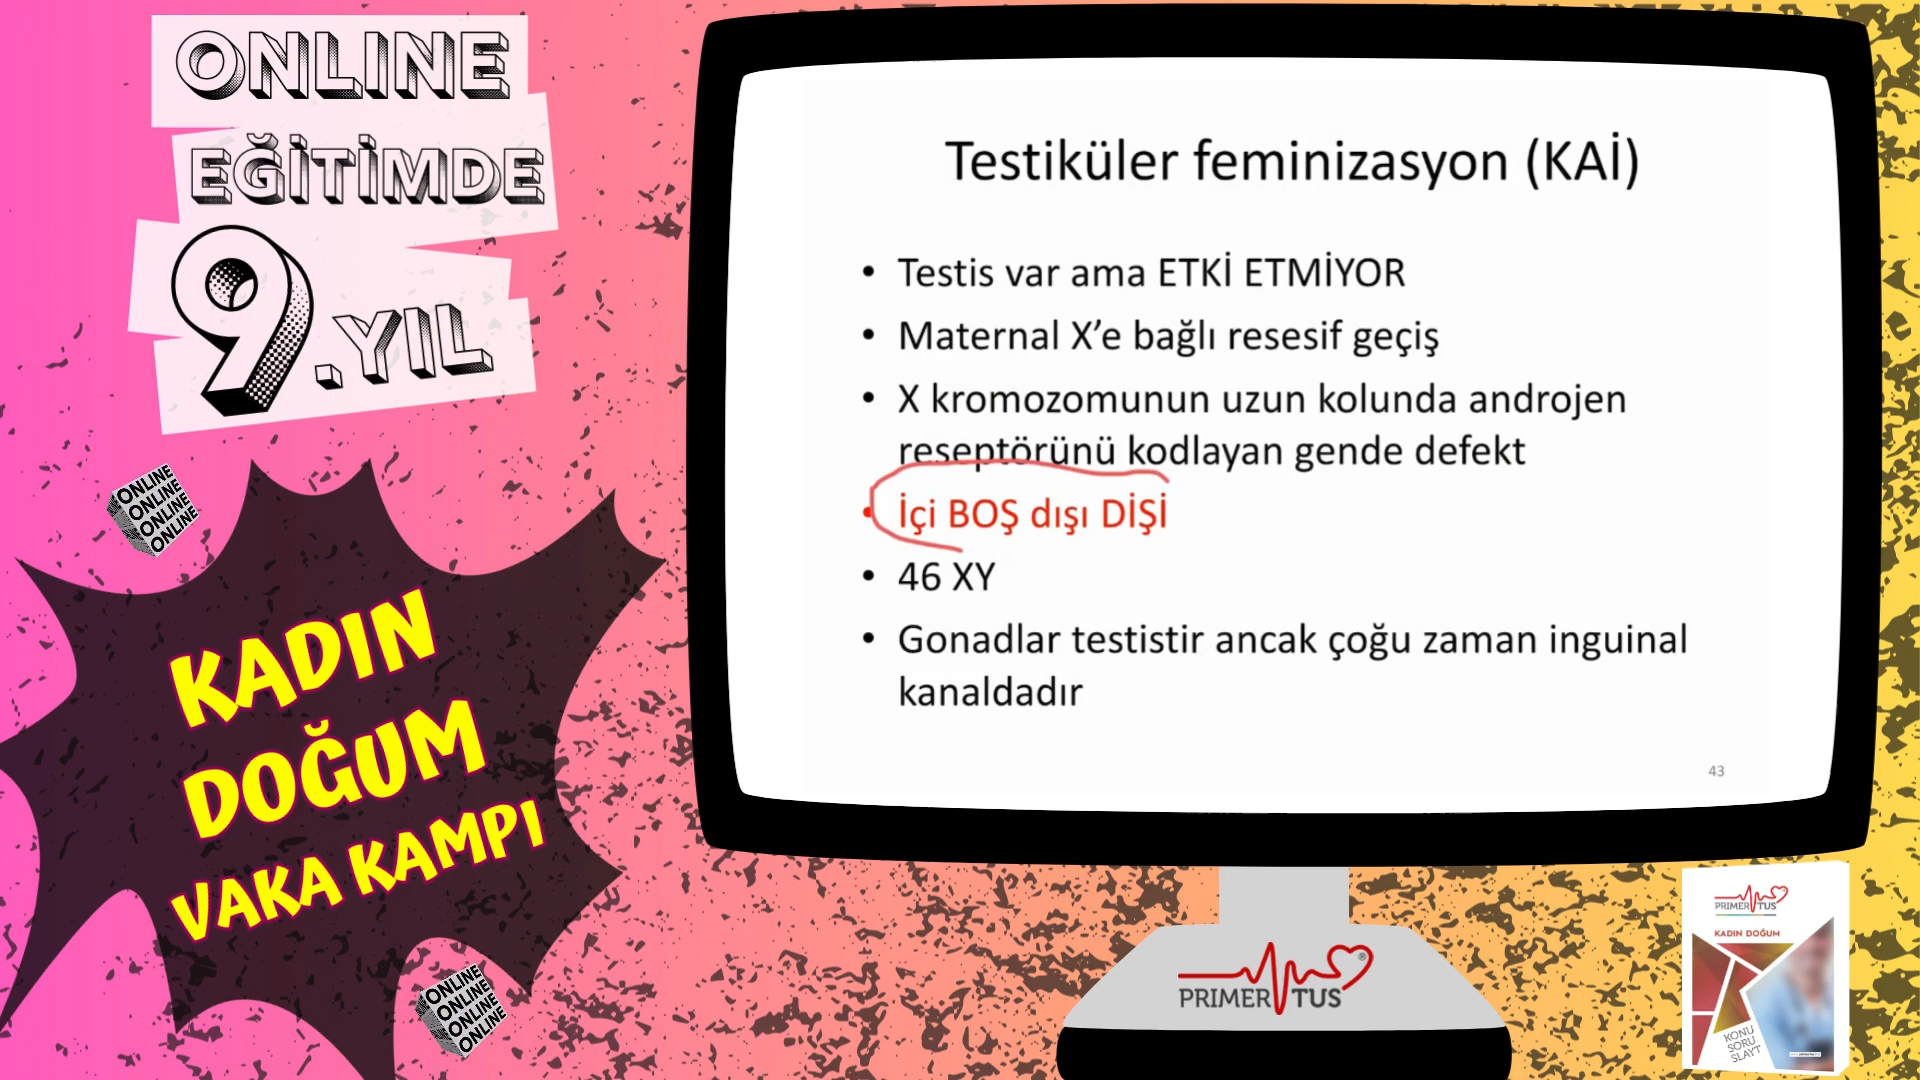 ONLINE
EĞİTİMDE
9.YIL
ONLINE
ONLINE
ONLINE
ONLINE
KADIN
DOĞUM
VAKA KAMPI
ONLINE
ONLINE
ONLINE
ONLINE
Testiküler feminizasyon (KAİ)
• Testis var ama ETKİ ETMİYOR
• Maternal X’e bağlı resesif geçiş
• X kromozomunun uzun kolunda androjen
reseptörünü kodlayan gende defekt
• İçi BOŞ dışı DİŞİ
• 46 XY
• Gonadlar testistir ancak çoğu zaman inguinal
kanaldadır
43
PRIMER TUS®
PRIMER TUS
KADIN DOĞUM
KONU
SORU
SLAYT